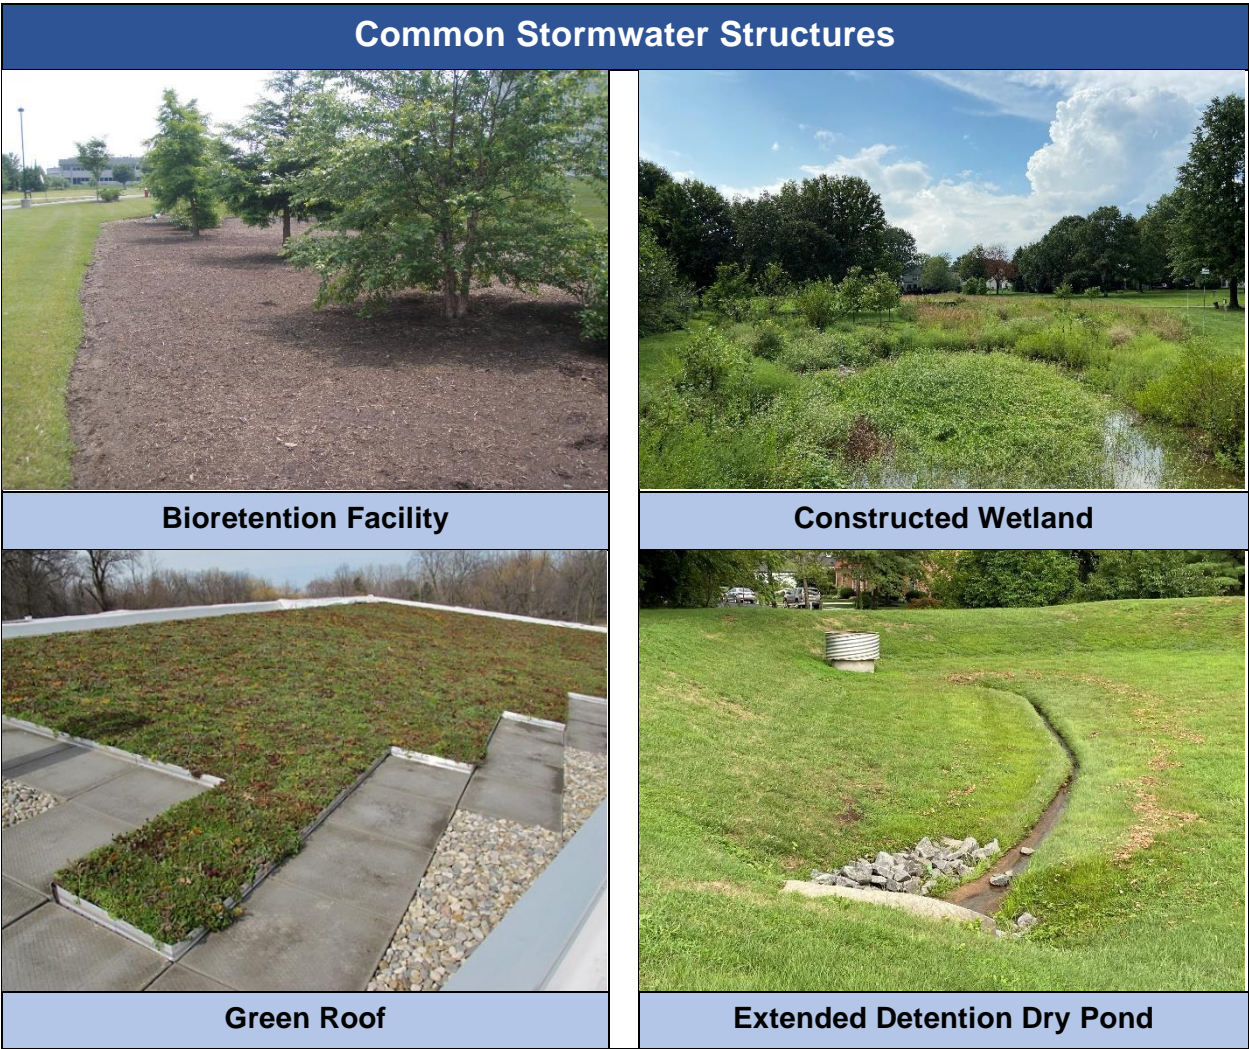 Common Stormwater Structures
Bioretention Facility
Constructed Wetland
Green Roof
Extended Detention Dry Pond